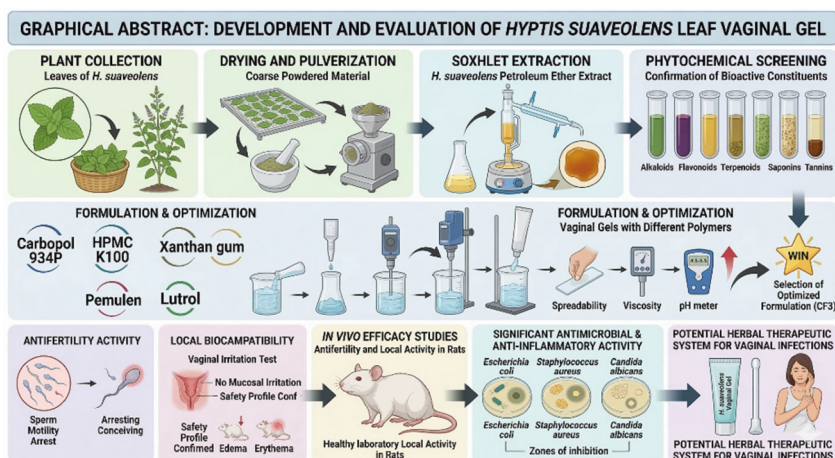 GRAPHICAL ABSTRACT: DEVELOPMENT AND EVALUATION OF HYPTIS SUAVEOLENS LEAF VAGINAL GEL
PLANT COLLECTION
Leaves of H. suaveolens
DRYING AND PULVERIZATION
Coarse Powdered Material
SOXHLET EXTRACTION
H. suaveolens Petroleum Ether Extract
PHYTOCHEMICAL SCREENING
Confirmation of Bioactive Constituents
Alkaloids Flavonoids Terpenoids Saponins Tannins
FORMULATION & OPTIMIZATION
Carbopol
934P
HPMC
K100
Xanthan gum
Pemulen
Lutrol
FORMULATION & OPTIMIZATION
Vaginal Gels with Different Polymers
Spreadability
Viscosity
pH meter
WIN
Selection of
Optimized
Formulation (CF3)
ANTIFERTILITY ACTIVITY
Sperm
Motility
Arrest
Arresting
Conceiving
LOCAL BIOCAMPATIBILITY
Vaginal Irritation Test
No Mucosal Irritation
Safety Profile Conf
Safety
Profile
Confirmed
Edema
Erythema
IN VIVO EFFICACY STUDIES
Antifertility and Local Activity in Rats
Healthy laboratory Local Activity
in Rats
SIGNIFICANT ANTIMICROBIAL &
ANTI-INFLAMMATORY ACTIVITY
Escherichia
coli
Staphylococcus
aureus
Candida
albicans
Escherichia
coli
Staphylococcus
aureus
Candida
albicans
Zones of inhibition
POTENTIAL HERBAL THERAPEUTIC
SYSTEM FOR VAGINAL INFECTIONS
H. suaveolens
Vaginal Gel
POTENTIAL HERBAL THERAPEUTIC
SYSTEM FOR VAGINAL INFECTIONS